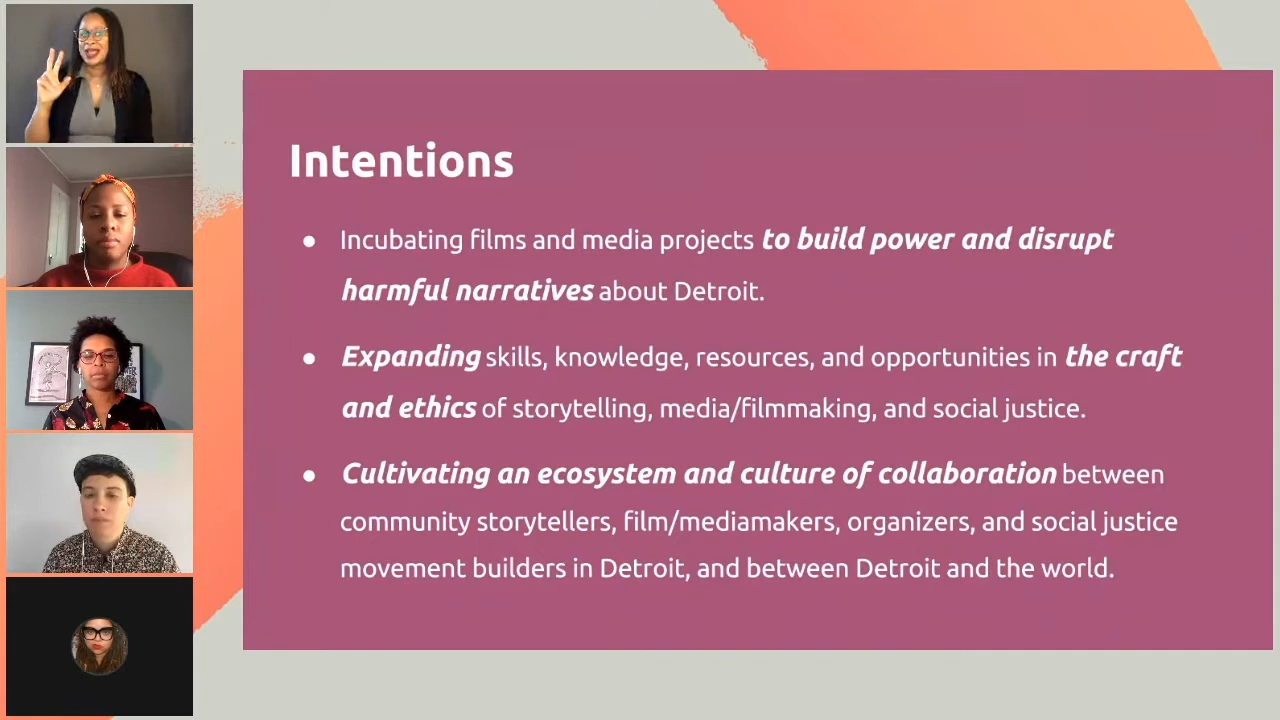 Intentions
● Incubating films and media projects to build power and disrupt
harmful narratives about Detroit.
● Expanding skills, knowledge, resources, and opportunities in the craft
and ethics of storytelling, media/filmmaking, and social justice.
● Cultivating an ecosystem and culture of collaboration between
community storytellers, film/mediamakers, organizers, and social justice
movement builders in Detroit, and between Detroit and the world.